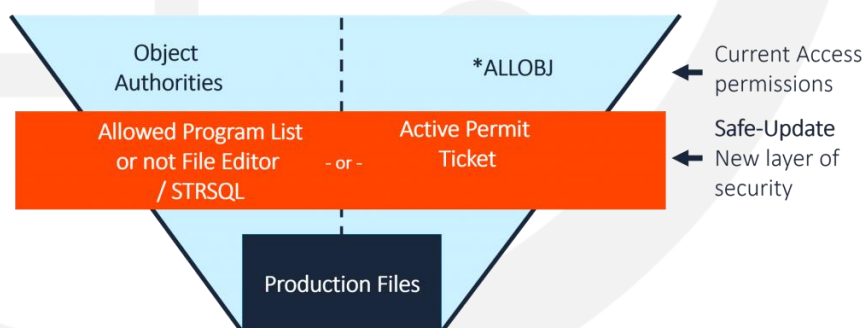 Object
Authorities
*ALLOBJ
Current Access
permissions
Allowed Program List
or not File Editor
/ STRSQL
- or -
Active Permit
Ticket
Safe-Update
New layer of
security
Production Files